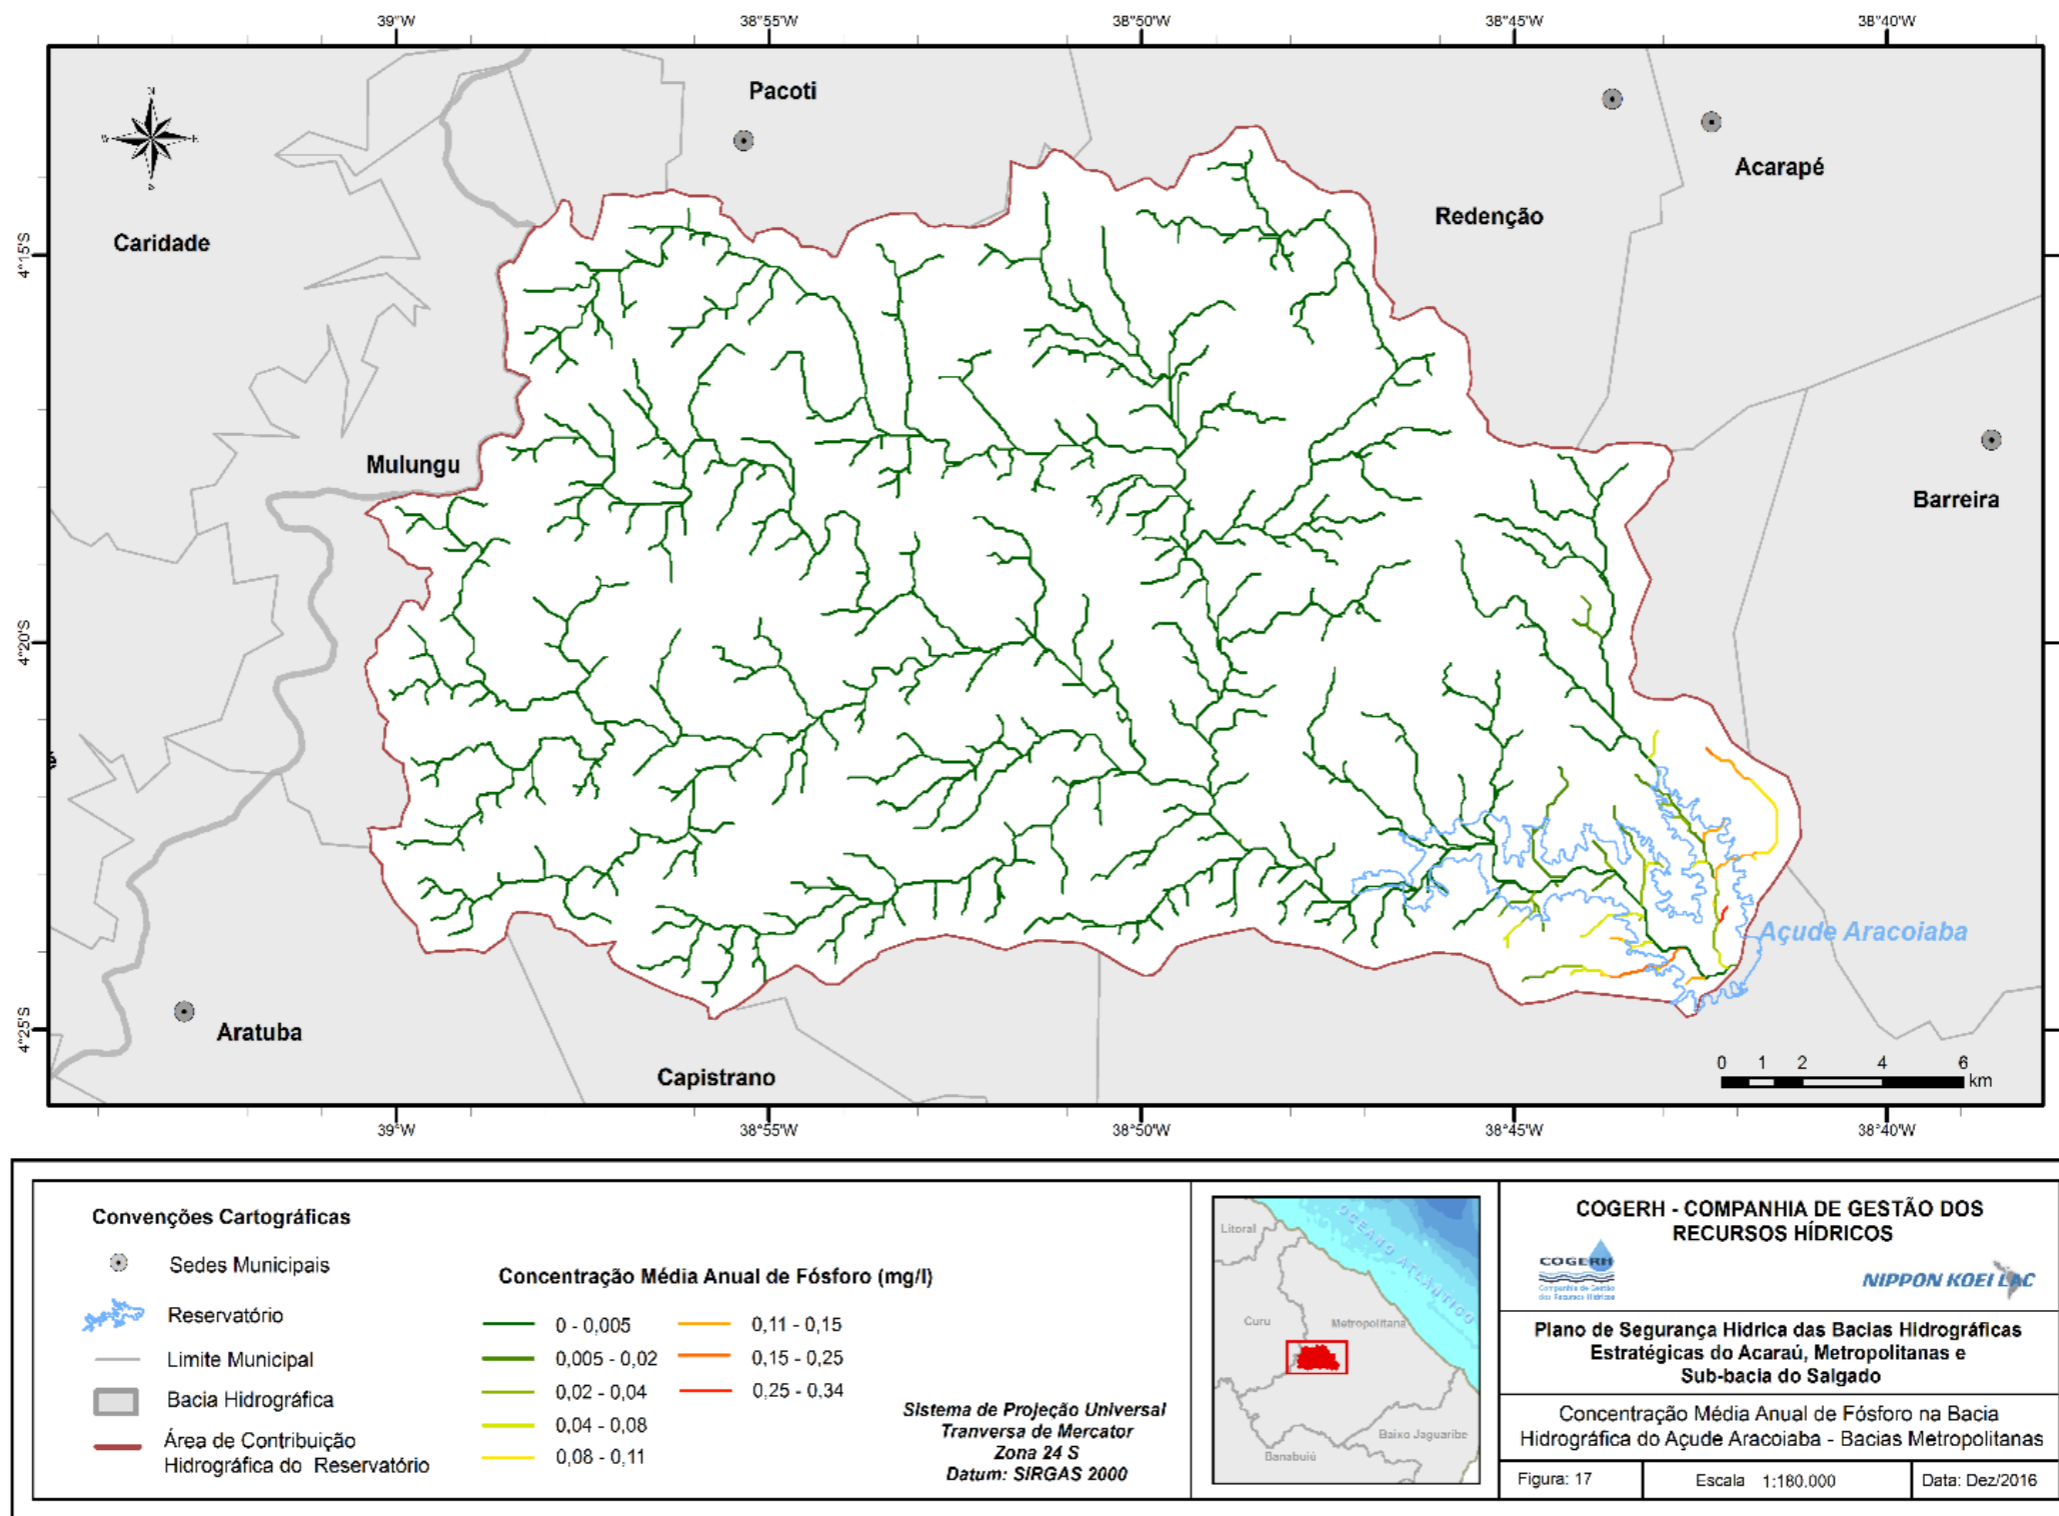 39°W
38°55'W
38°50'W
38°45'W
38°40'W
Pacoti
Acarapé
Redenção
Caridade
4°15'S
Mulungu
Barreira
4°20'S
Açude Aracoiaba
Aratuba
4°25'S
Capistrano
N
W
E
0 1 2 4 6
km
39°W
38°55'W
38°50'W
38°45'W
38°40'W
Convenções Cartográficas
Sedes Municipais
Reservatório
Limite Municipal
Bacia Hidrográfica
Área de Contribuição
Hidrográfica do Reservatório
Concentração Média Anual de Fósforo (mg/l)
0 - 0,005
0,005 - 0,02
0,02 - 0,04
0,04 - 0,08
0,08 - 0,11
0,11 - 0,15
0,15 - 0,25
0,25 - 0,34
Sistema de Projeção Universal
Tranversa de Mercator
Zona 24 S
Datum: SIRGAS 2000
OCEANO ATLÂNTICO
Litoral
Curu
Metropolitana
Baixo Jaguaribe
Banabuiú
COGERH - COMPANHIA DE GESTÃO DOS
RECURSOS HÍDRICOS
COGERH
Companhia de Gestão
dos Recursos Hídricos
NIPPON KOEI LAC
Plano de Segurança Hídrica das Bacias Hidrográficas
Estratégicas do Acaraú, Metropolitanas e
Sub-bacia do Salgado
Concentração Média Anual de Fósforo na Bacia
Hidrográfica do Açude Aracoiaba - Bacias Metropolitanas
Figura: 17
Escala 1:180.000
Data: Dez/2016